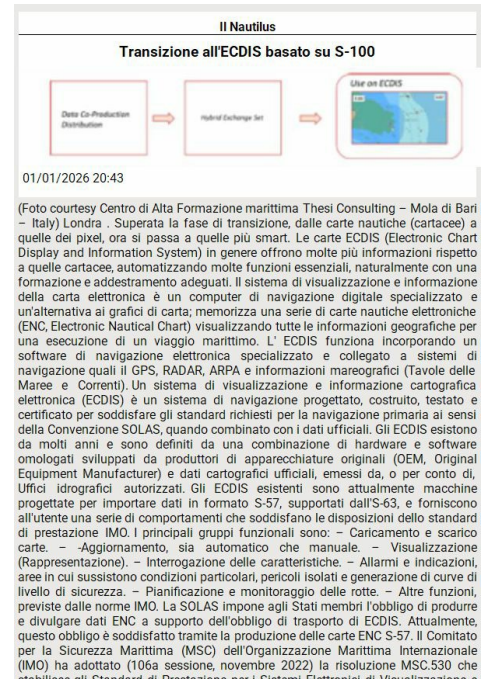 Il Nautilus
Transizione all'ECDIS basato su S-100
Data Co-Production
Distribution
Hybrid Exchange Set
Use on ECDIS
01/01/2026 20:43
(Foto courtesy Centro di Alta Formazione marittima Thesi Consulting – Mola di Bari
– Italy) Londra . Superata la fase di transizione, dalle carte nautiche (cartacee) a
quelle dei pixel, ora si passa a quelle più smart. Le carte ECDIS (Electronic Chart
Display and Information System) in genere offrono molte più informazioni rispetto
a quelle cartacee, automatizzando molte funzioni essenziali, naturalmente con una
formazione e addestramento adeguati. Il sistema di visualizzazione e informazione
della carta elettronica è un computer di navigazione digitale specializzato e
un'alternativa ai grafici di carta; memorizza una serie di carte nautiche elettroniche
(ENC, Electronic Nautical Chart) visualizzando tutte le informazioni geografiche per
una esecuzione di un viaggio marittimo. L' ECDIS funziona incorporando un
software di navigazione elettronica specializzato e collegato a sistemi di
navigazione quali il GPS, RADAR, ARPA e informazioni mareografici (Tavole delle
Maree e Correnti). Un sistema di visualizzazione e informazione cartografica
elettronica (ECDIS) è un sistema di navigazione progettato, costruito, testato e
certificato per soddisfare gli standard richiesti per la navigazione primaria ai sensi
della Convenzione SOLAS, quando combinato con i dati ufficiali. Gli ECDIS esistono
da molti anni e sono definiti da una combinazione di hardware e software
omologati sviluppati da produttori di apparecchiature originali (OEM, Original
Equipment Manufacturer) e dati cartografici ufficiali, emessi da, o per conto di,
Uffici idrografici autorizzati. Gli ECDIS esistenti sono attualmente macchine
progettate per importare dati in formato S-57, supportati dall'S-63, e forniscono
all'utente una serie di comportamenti che soddisfano le disposizioni dello standard
di prestazione IMO. I principali gruppi funzionali sono: – Caricamento e scarico
carte. – -Aggiornamento, sia automatico che manuale. – Visualizzazione
(Rappresentazione). – Interrogazione delle caratteristiche. – Allarmi e indicazioni,
aree in cui sussistono condizioni particolari, pericoli isolati e generazione di curve di
livello di sicurezza. – Pianificazione e monitoraggio delle rotte. – Altre funzioni,
previste dalle norme IMO. La SOLAS impone agli Stati membri l'obbligo di produrre
e divulgare dati ENC a supporto dell'obbligo di trasporto di ECDIS. Attualmente,
questo obbligo è soddisfatto tramite la produzione delle carte ENC S-57. Il Comitato
per la Sicurezza Marittima (MSC) dell'Organizzazione Marittima Internazionale
(IMO) ha adottato (106a sessione, novembre 2022) la risoluzione MSC.530 che
stabilisce gli Standard di Prestazione per i Sistemi Elettronici di Visualizzazione e